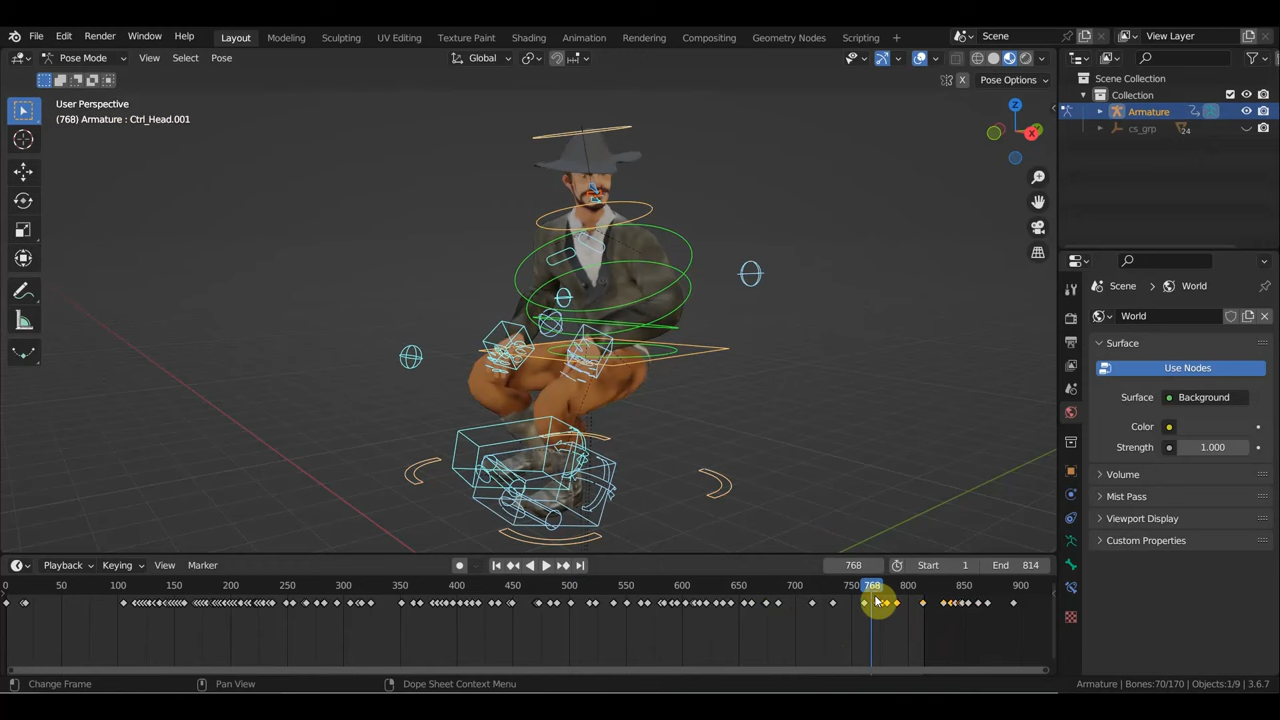 File Edit Render Window Help Layout Modeling Sculpting UV Editing Texture Paint Shading Animation Rendering Compositing Geometry Nodes Scripting + Scene View Layer
Pose Mode View Select Pose Global
X Pose Options
User Perspective
(768) Armature : Ctrl_Head.001
Z
Y
X
Scene Collection
Collection
Armature
cs_grp 24
Scene > World
World
Surface
Use Nodes
Surface Background
Color
Strength 1.000
Volume
Mist Pass
Viewport Display
Custom Properties
Playback Keying View Marker 768 Start 1 End 814
0 50 100 150 200 250 300 350 400 450 500 550 600 650 700 750 768 800 850 900
Change Frame Pan View Dope Sheet Context Menu Armature | Bones:70/170 | Objects:1/9 | 3.6.7